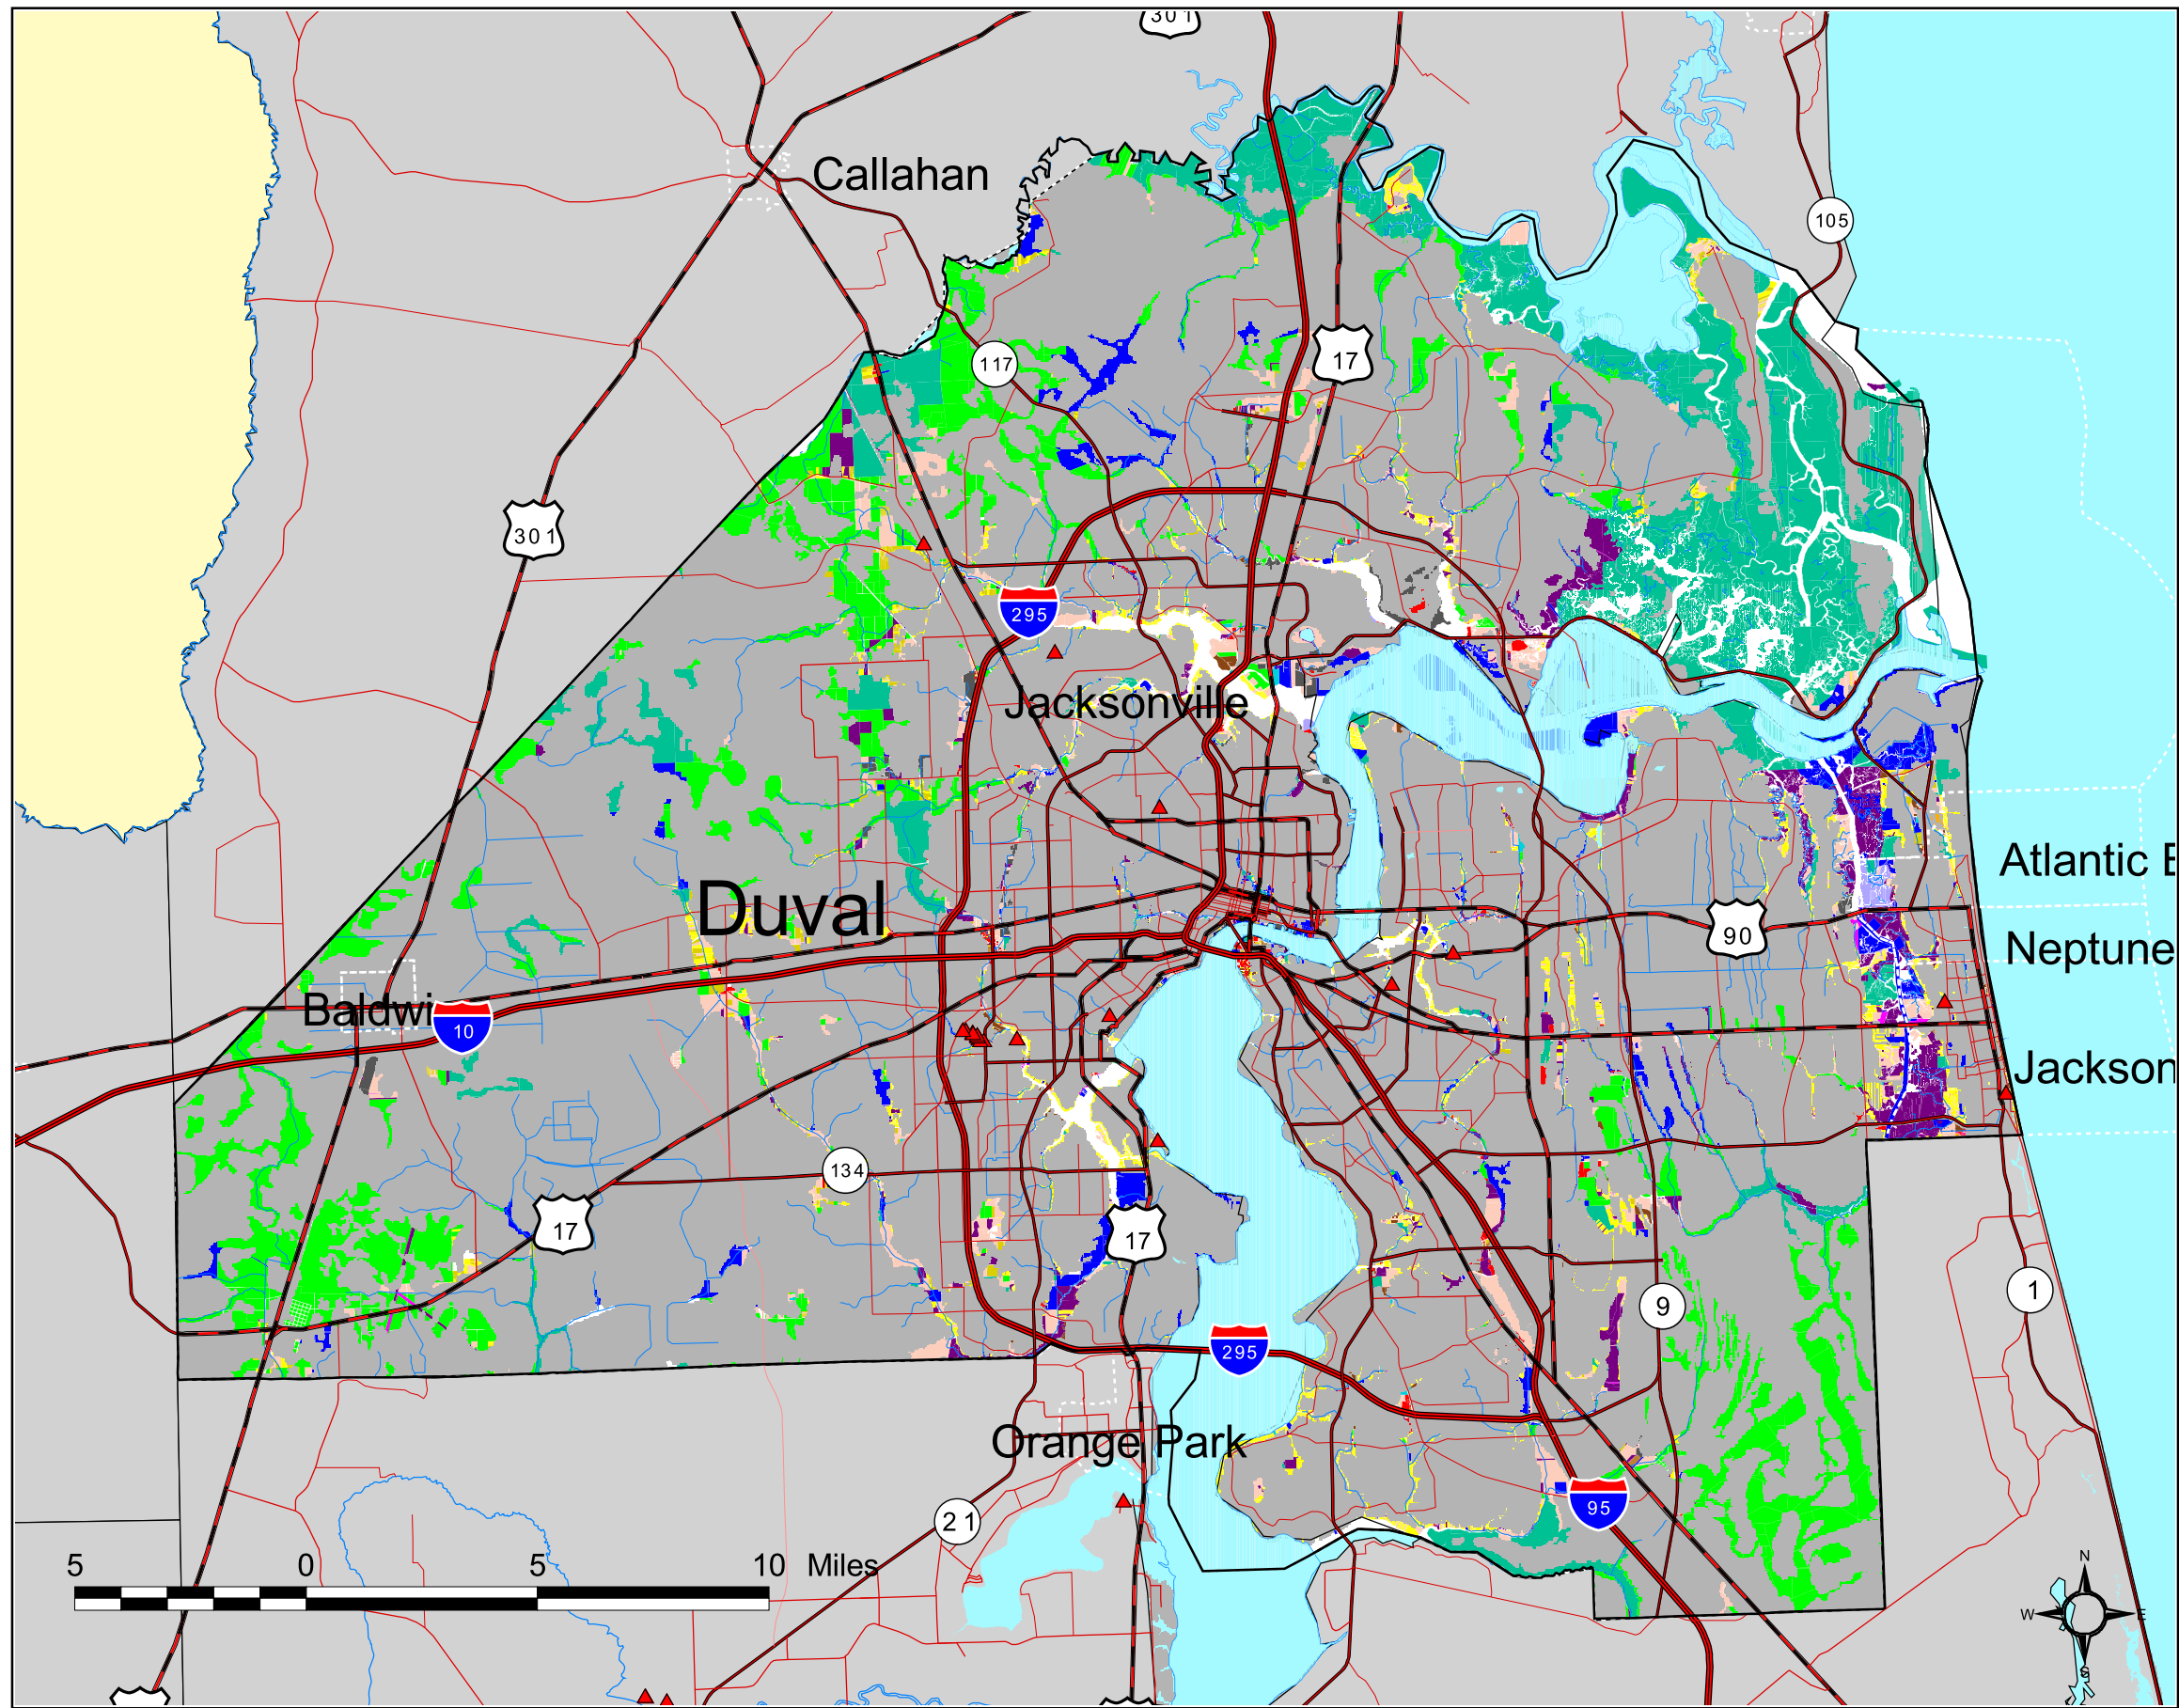 301
Callahan
105
117
17
301
295
Jacksonville
Atlantic B
Duval
90
Neptune
Baldwi
10
Jackson
134
17
17
1
9
295
Orange Park
95
21
5 0 5 10 Miles
N
W E
S